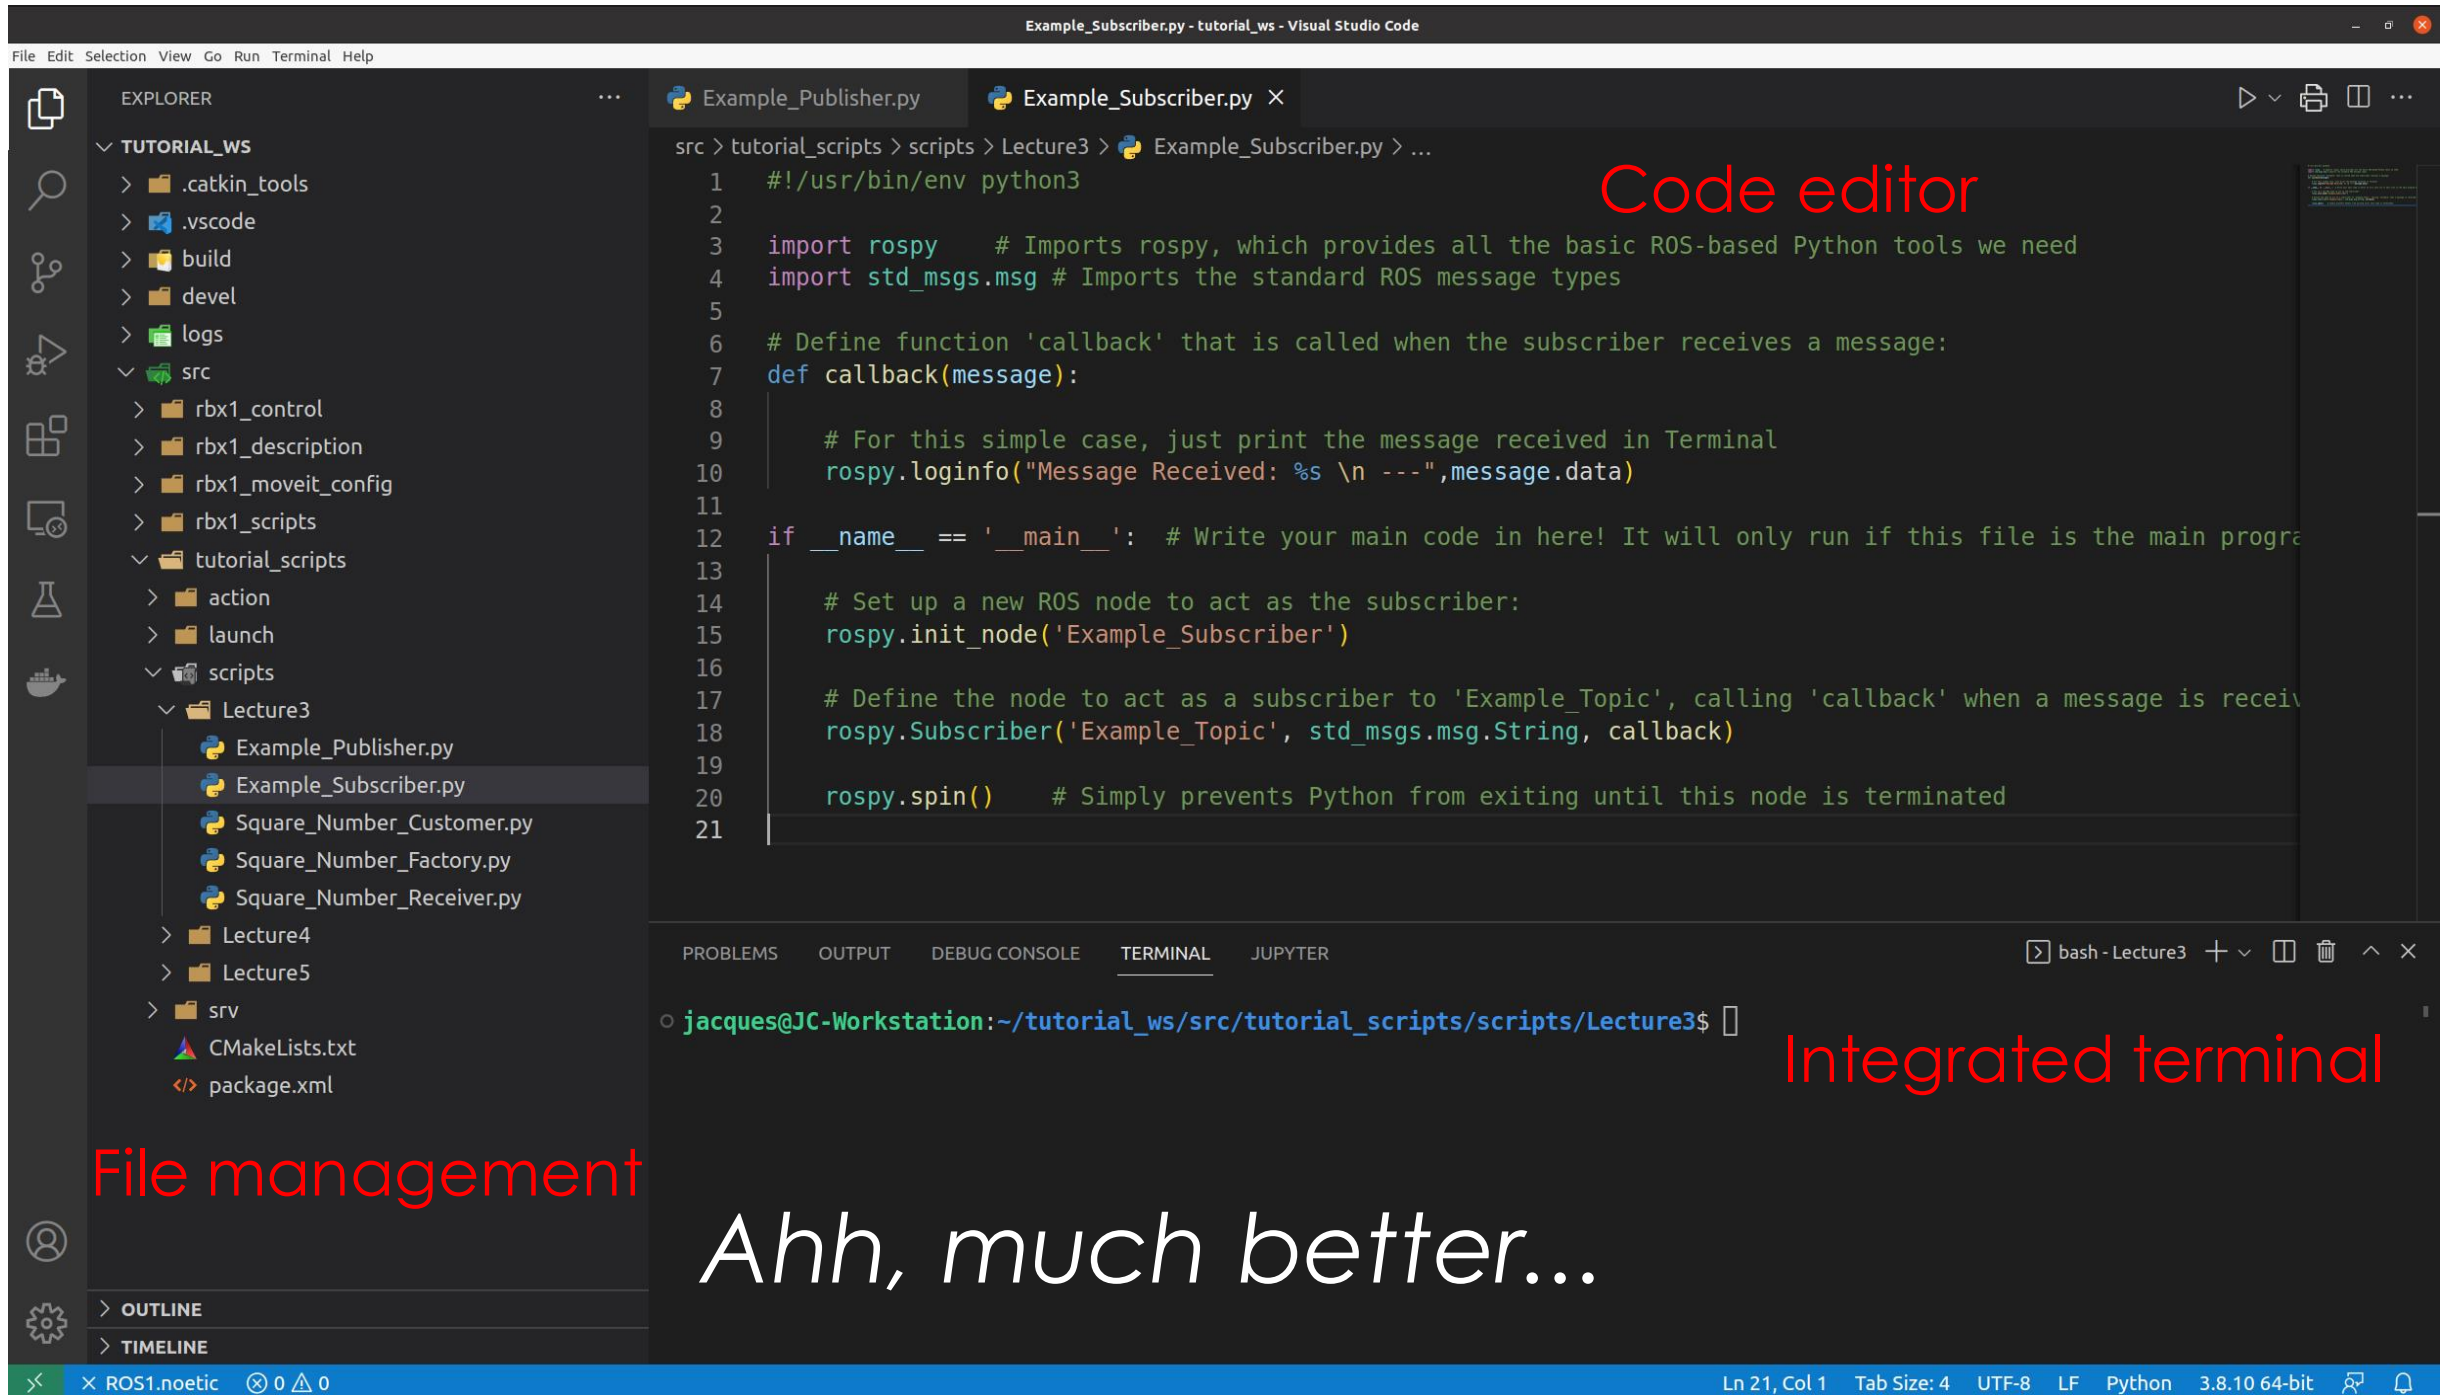 Example_Subscriber.py - tutorial_ws - Visual Studio Code
File Edit Selection View Go Run Terminal Help
EXPLORER
TUTORIAL_WS
.catkin_tools
.vscode
build
devel
logs
src
rbx1_control
rbx1_description
rbx1_moveit_config
rbx1_scripts
tutorial_scripts
action
launch
scripts
Lecture3
Example_Publisher.py
Example_Subscriber.py
Square_Number_Customer.py
Square_Number_Factory.py
Square_Number_Receiver.py
Lecture4
Lecture5
srv
CMakeLists.txt
package.xml
File management
OUTLINE
TIMELINE
Example_Publisher.py Example_Subscriber.py
src > tutorial_scripts > scripts > Lecture3 > Example_Subscriber.py > ...
Code editor
1 #!/usr/bin/env python3
2
3 import rospy    # Imports rospy, which provides all the basic ROS-based Python tools we need
4 import std_msgs.msg # Imports the standard ROS message types
5
6 # Define function 'callback' that is called when the subscriber receives a message:
7 def callback(message):
8
9     # For this simple case, just print the message received in Terminal
10     rospy.loginfo("Message Received: %s \n ---",message.data)
11
12 if __name__ == '__main__':  # Write your main code in here! It will only run if this file is the main progra
13
14     # Set up a new ROS node to act as the subscriber:
15     rospy.init_node('Example_Subscriber')
16
17     # Define the node to act as a subscriber to 'Example_Topic', calling 'callback' when a message is receiv
18     rospy.Subscriber('Example_Topic', std_msgs.msg.String, callback)
19
20     rospy.spin()    # Simply prevents Python from exiting until this node is terminated
21
PROBLEMS OUTPUT DEBUG CONSOLE TERMINAL JUPYTER
bash - Lecture3
jacques@JC-Workstation:~/tutorial_ws/src/tutorial_scripts/scripts/Lecture3$
Integrated terminal
Ahh, much better...
ROS1.noetic 0 0
Ln 21, Col 1 Tab Size: 4 UTF-8 LF Python 3.8.10 64-bit